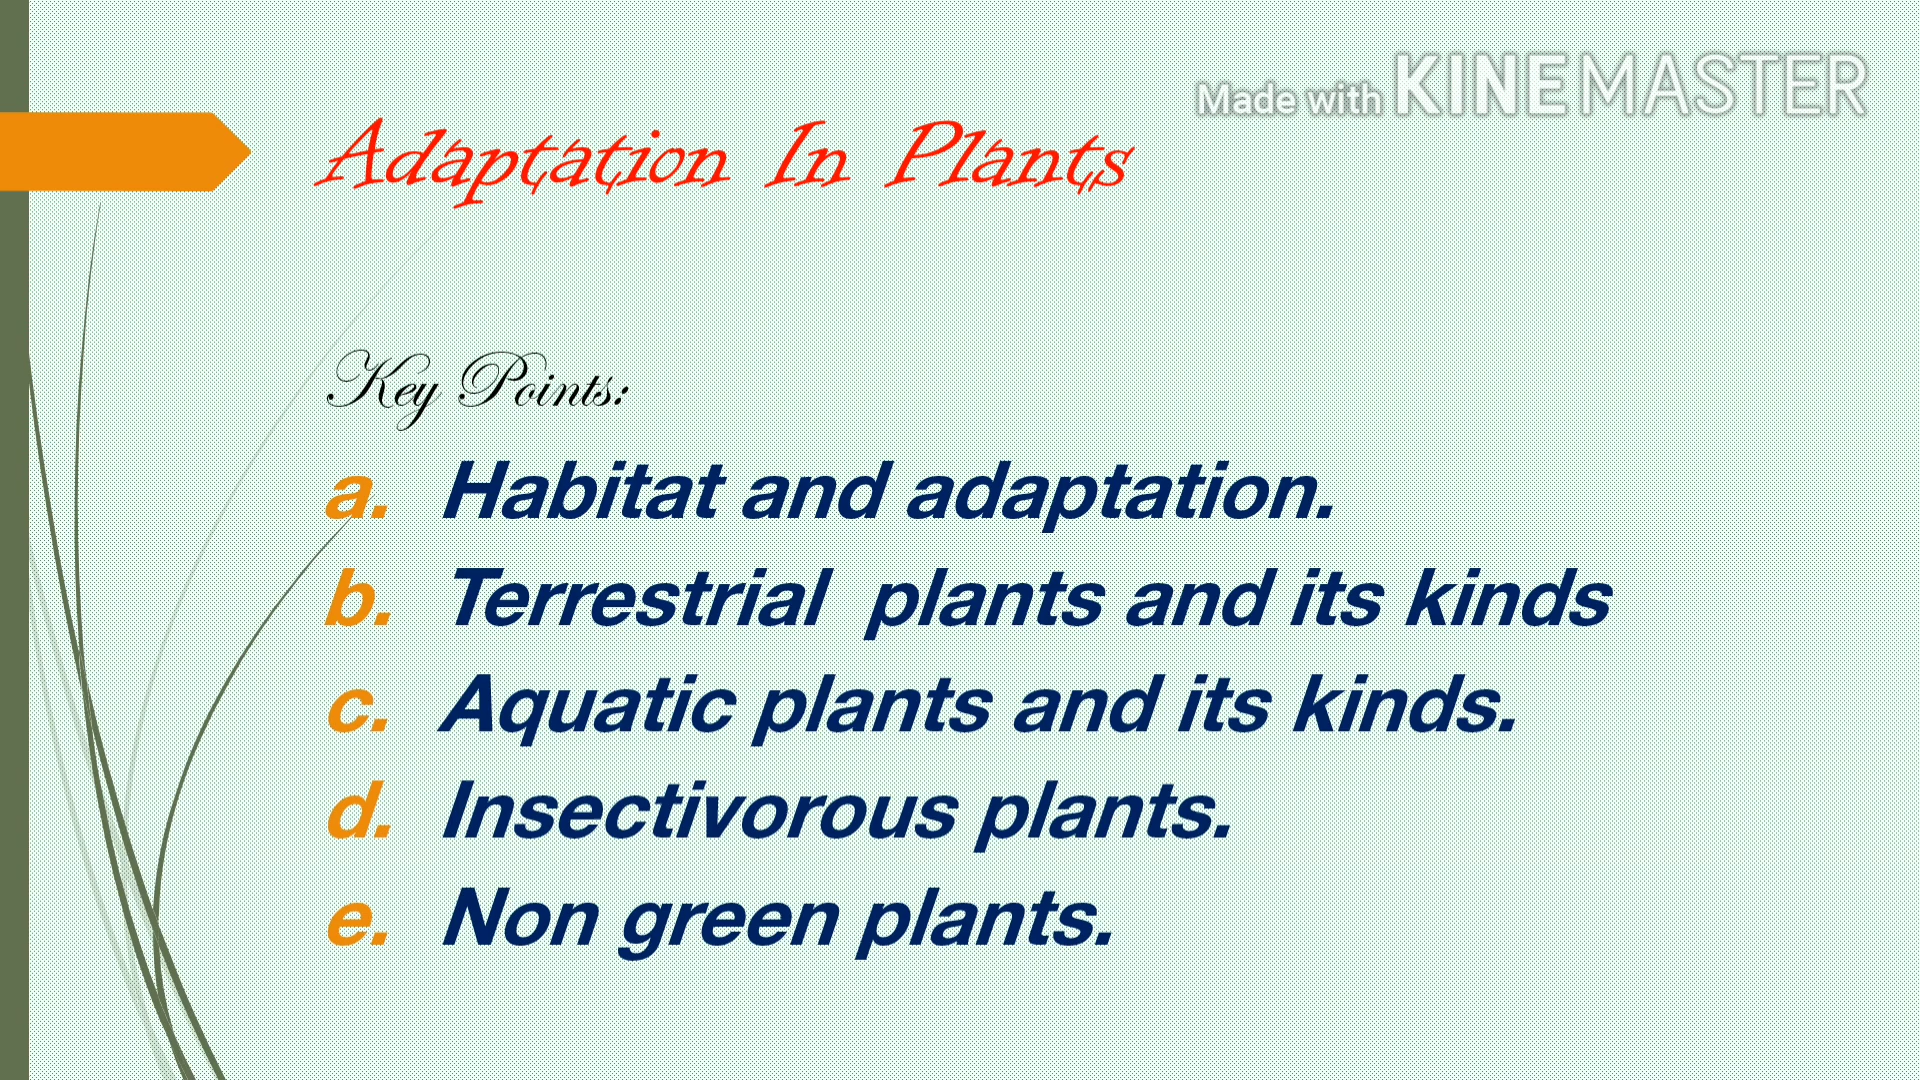 Made with KINEMASTER
Adaptation In Plants
Key Points:
a. Habitat and adaptation.
b. Terrestrial plants and its kinds
c. Aquatic plants and its kinds.
d. Insectivorous plants.
e. Non green plants.